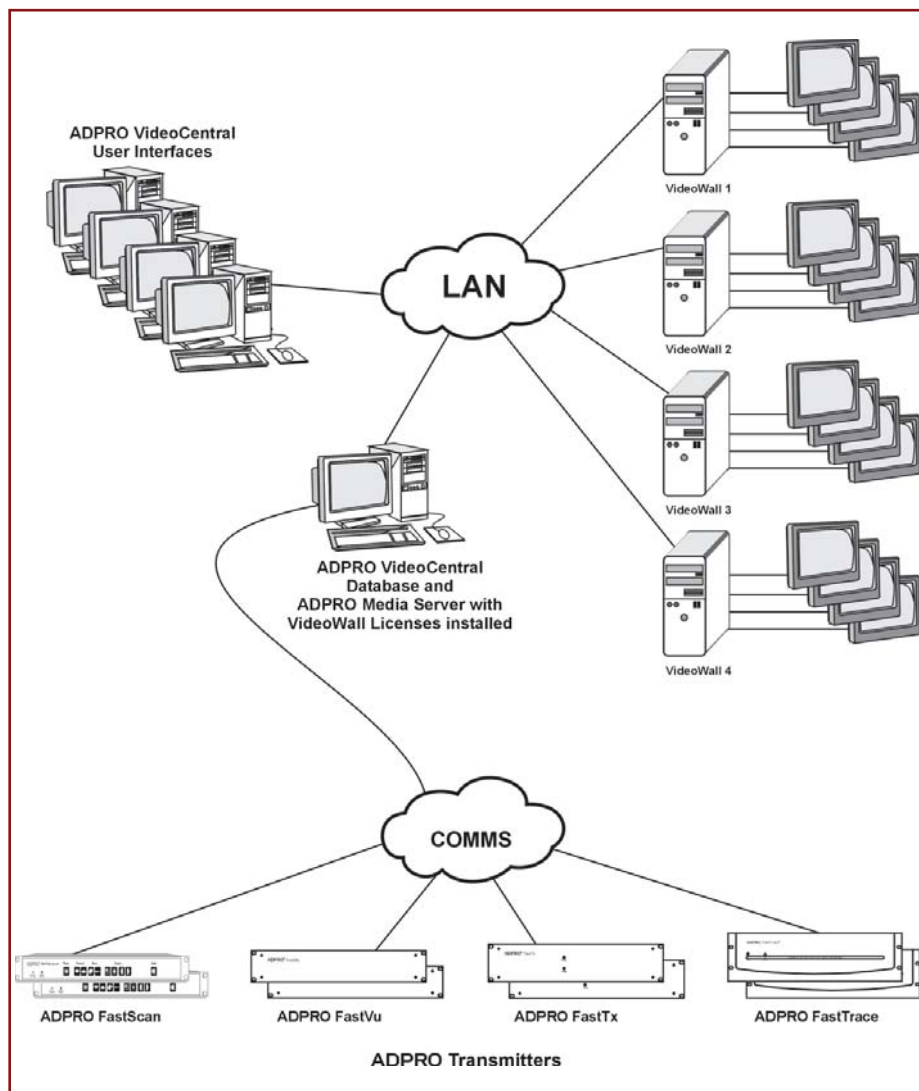 ADPRO VideoCentral
User Interfaces
LAN
VideoWall 1
VideoWall 2
VideoWall 3
VideoWall 4
ADPRO VideoCentral
Database and
ADPRO Media Server with
VideoWall Licenses installed
COMMS
ADPRO FastScan
ADPRO FastVu
ADPRO FastTx
ADPRO FastTrace
ADPRO Transmitters